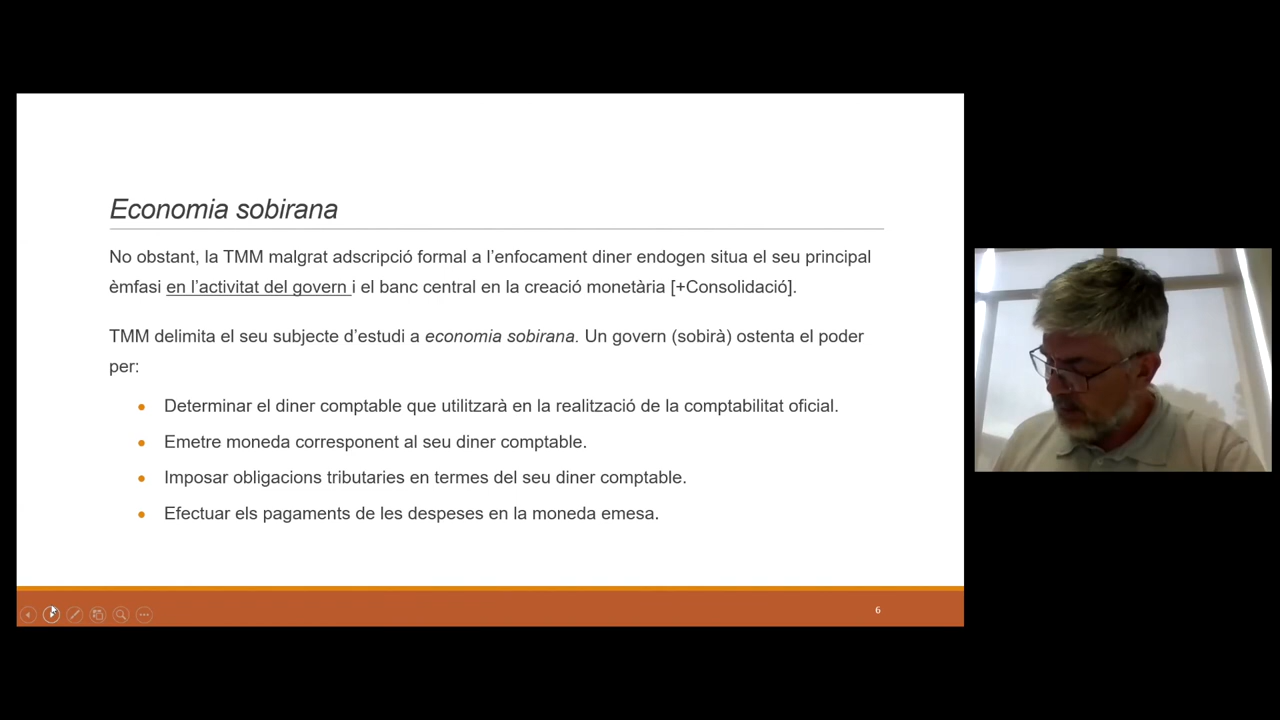 Economia sobirana
No obstant, la TMM malgrat adscripció formal a l’enfocament diner endogen situa el seu principal
èmfasi en l’activitat del govern i el banc central en la creació monetària [+Consolidació].
TMM delimita el seu subjecte d’estudi a economia sobirana. Un govern (sobirà) ostenta el poder
per:
• Determinar el diner comptable que utilitzarà en la realització de la comptabilitat oficial.
• Emetre moneda corresponent al seu diner comptable.
• Imposar obligacions tributaries en termes del seu diner comptable.
• Efectuar els pagaments de les despeses en la moneda emesa.
6